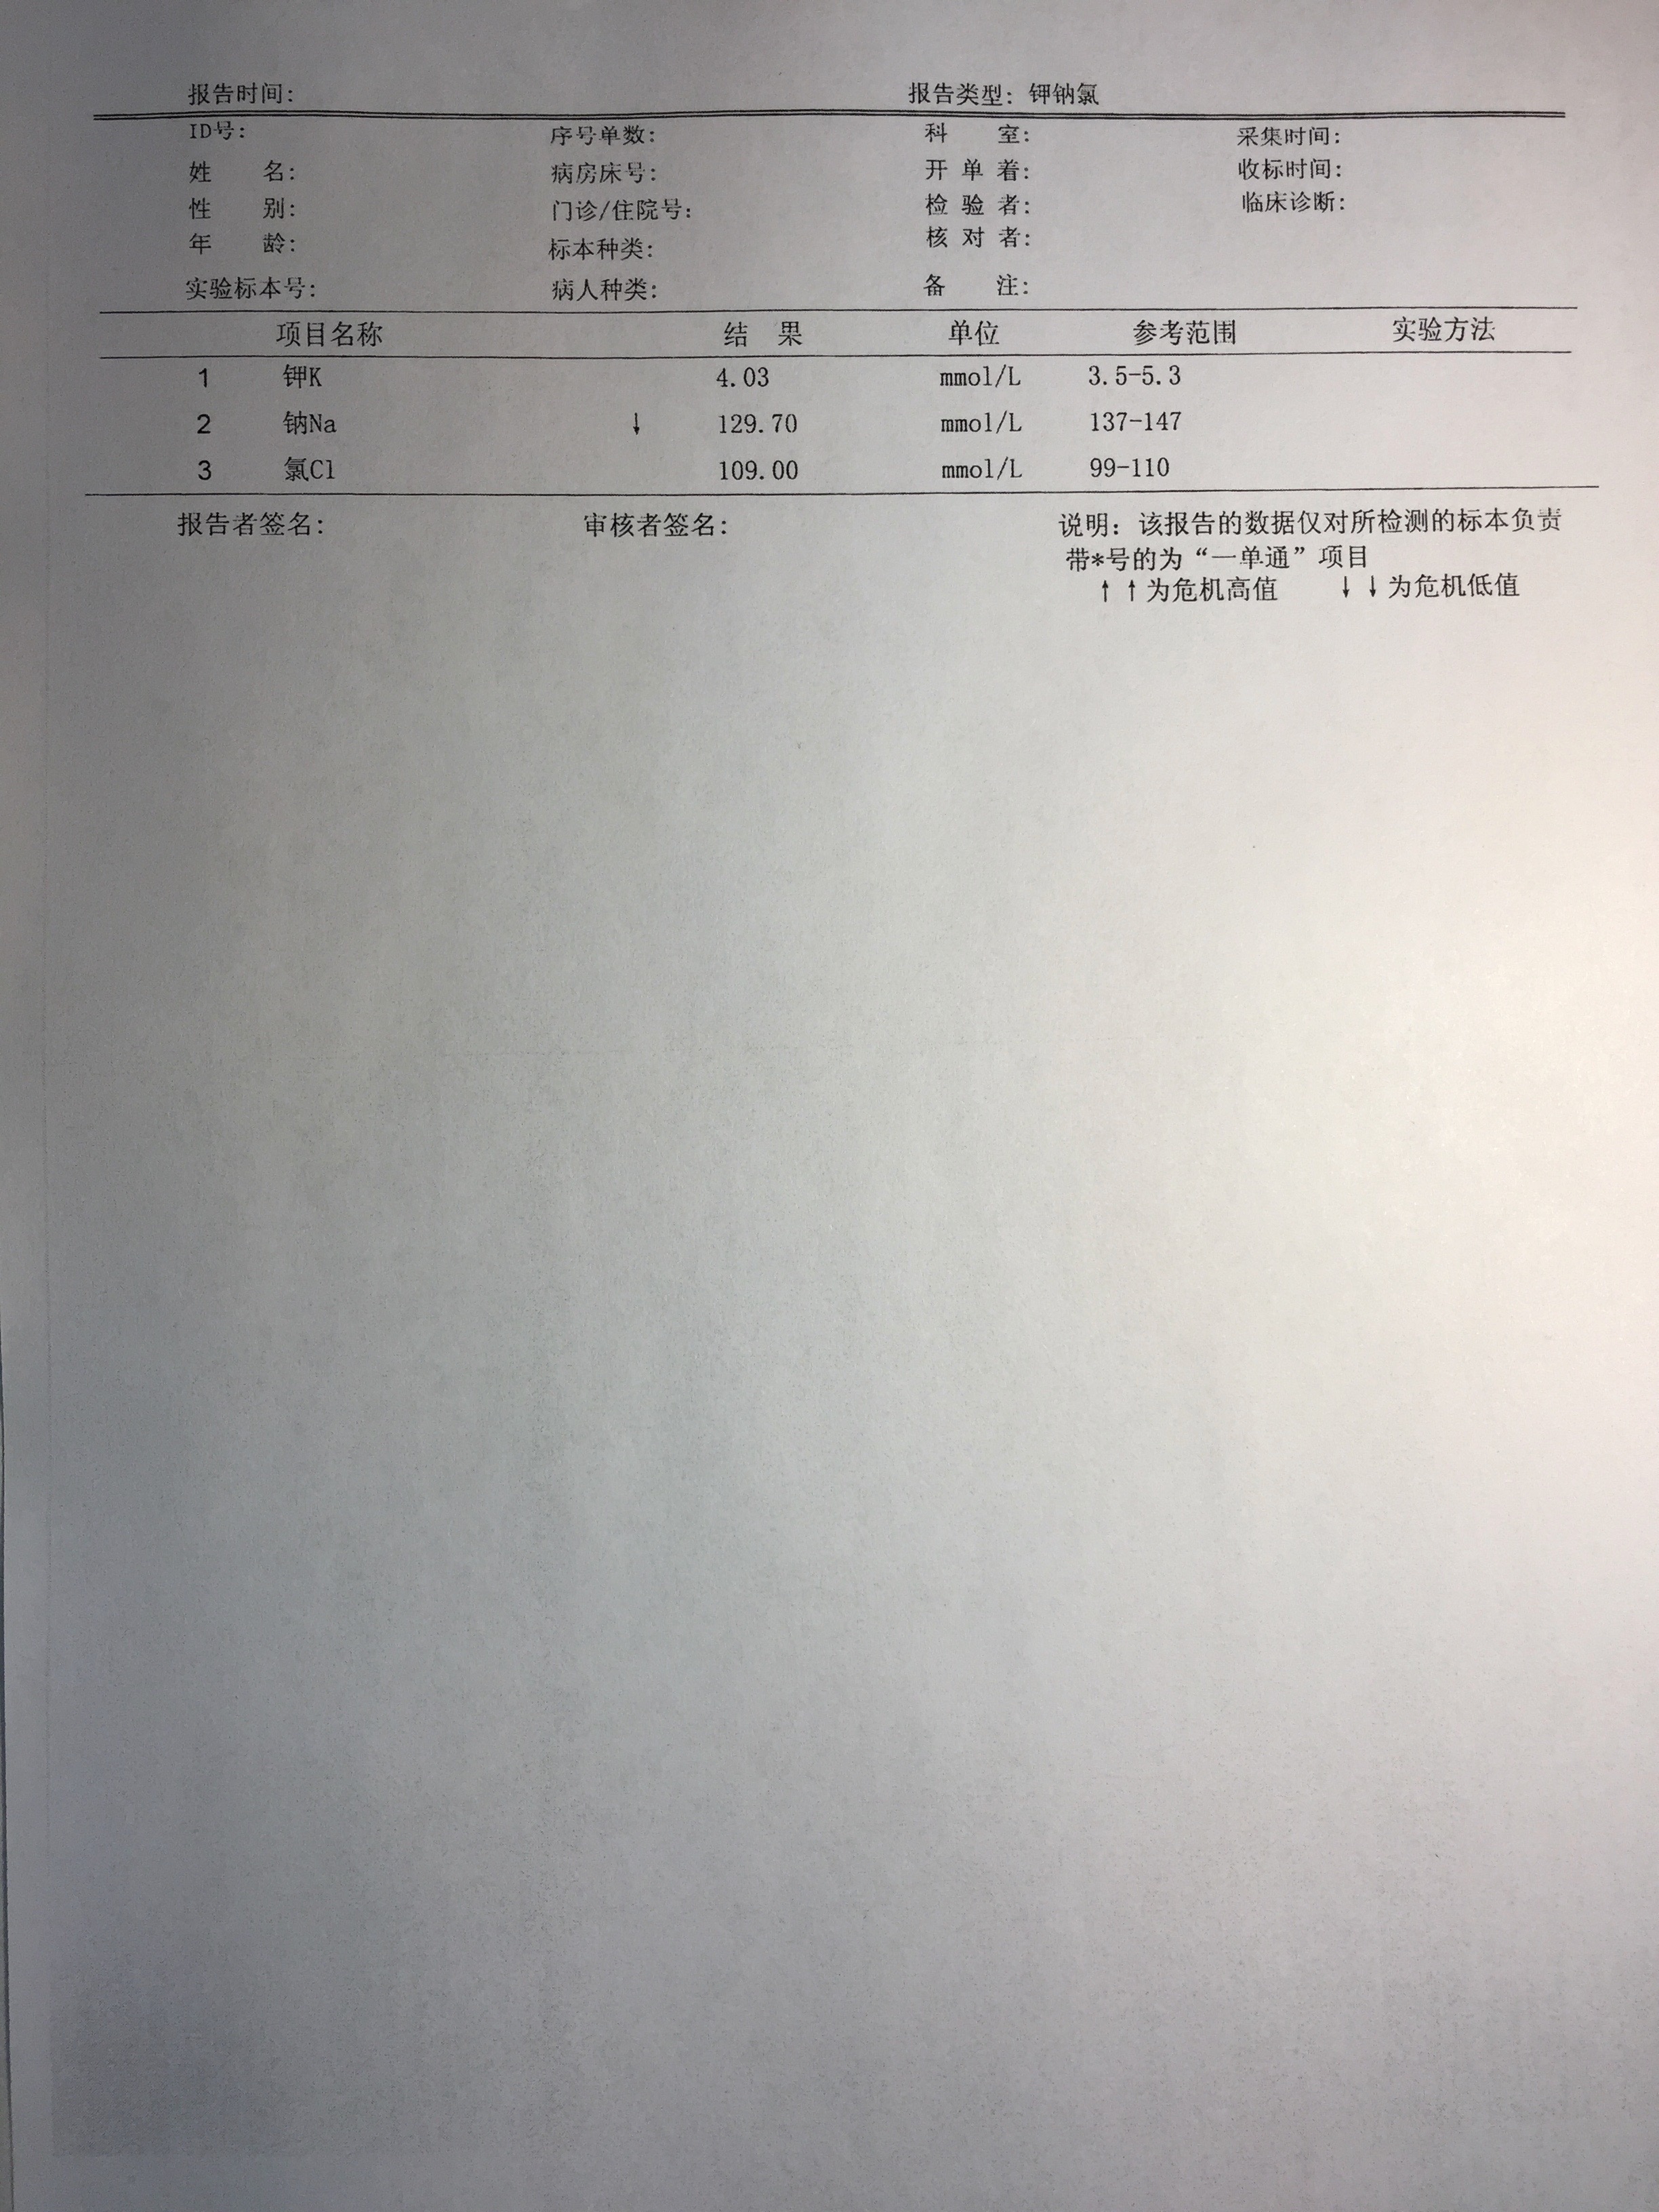 报告时间: 报告类型: 钾钠氯
ID号: 序号单数: 科 室: 采集时间:
姓 名: 病房床号: 开 单 着: 收标时间:
性 别: 门诊/住院号: 检 验 者: 临床诊断:
年 龄: 标本种类: 核 对 者:
实验标本号: 病人种类: 备 注:
项目名称 结 果 单位 参考范围 实验方法
1 钾K 4.03 mmol/L 3.5-5.3
2 钠Na ↓ 129.70 mmol/L 137-147
3 氯Cl 109.00 mmol/L 99-110
报告者签名: 审核者签名: 说明: 该报告的数据仅对所检测的标本负责
带*号的为“一单通”项目
↑ ↑为危机高值 ↓ ↓为危机低值